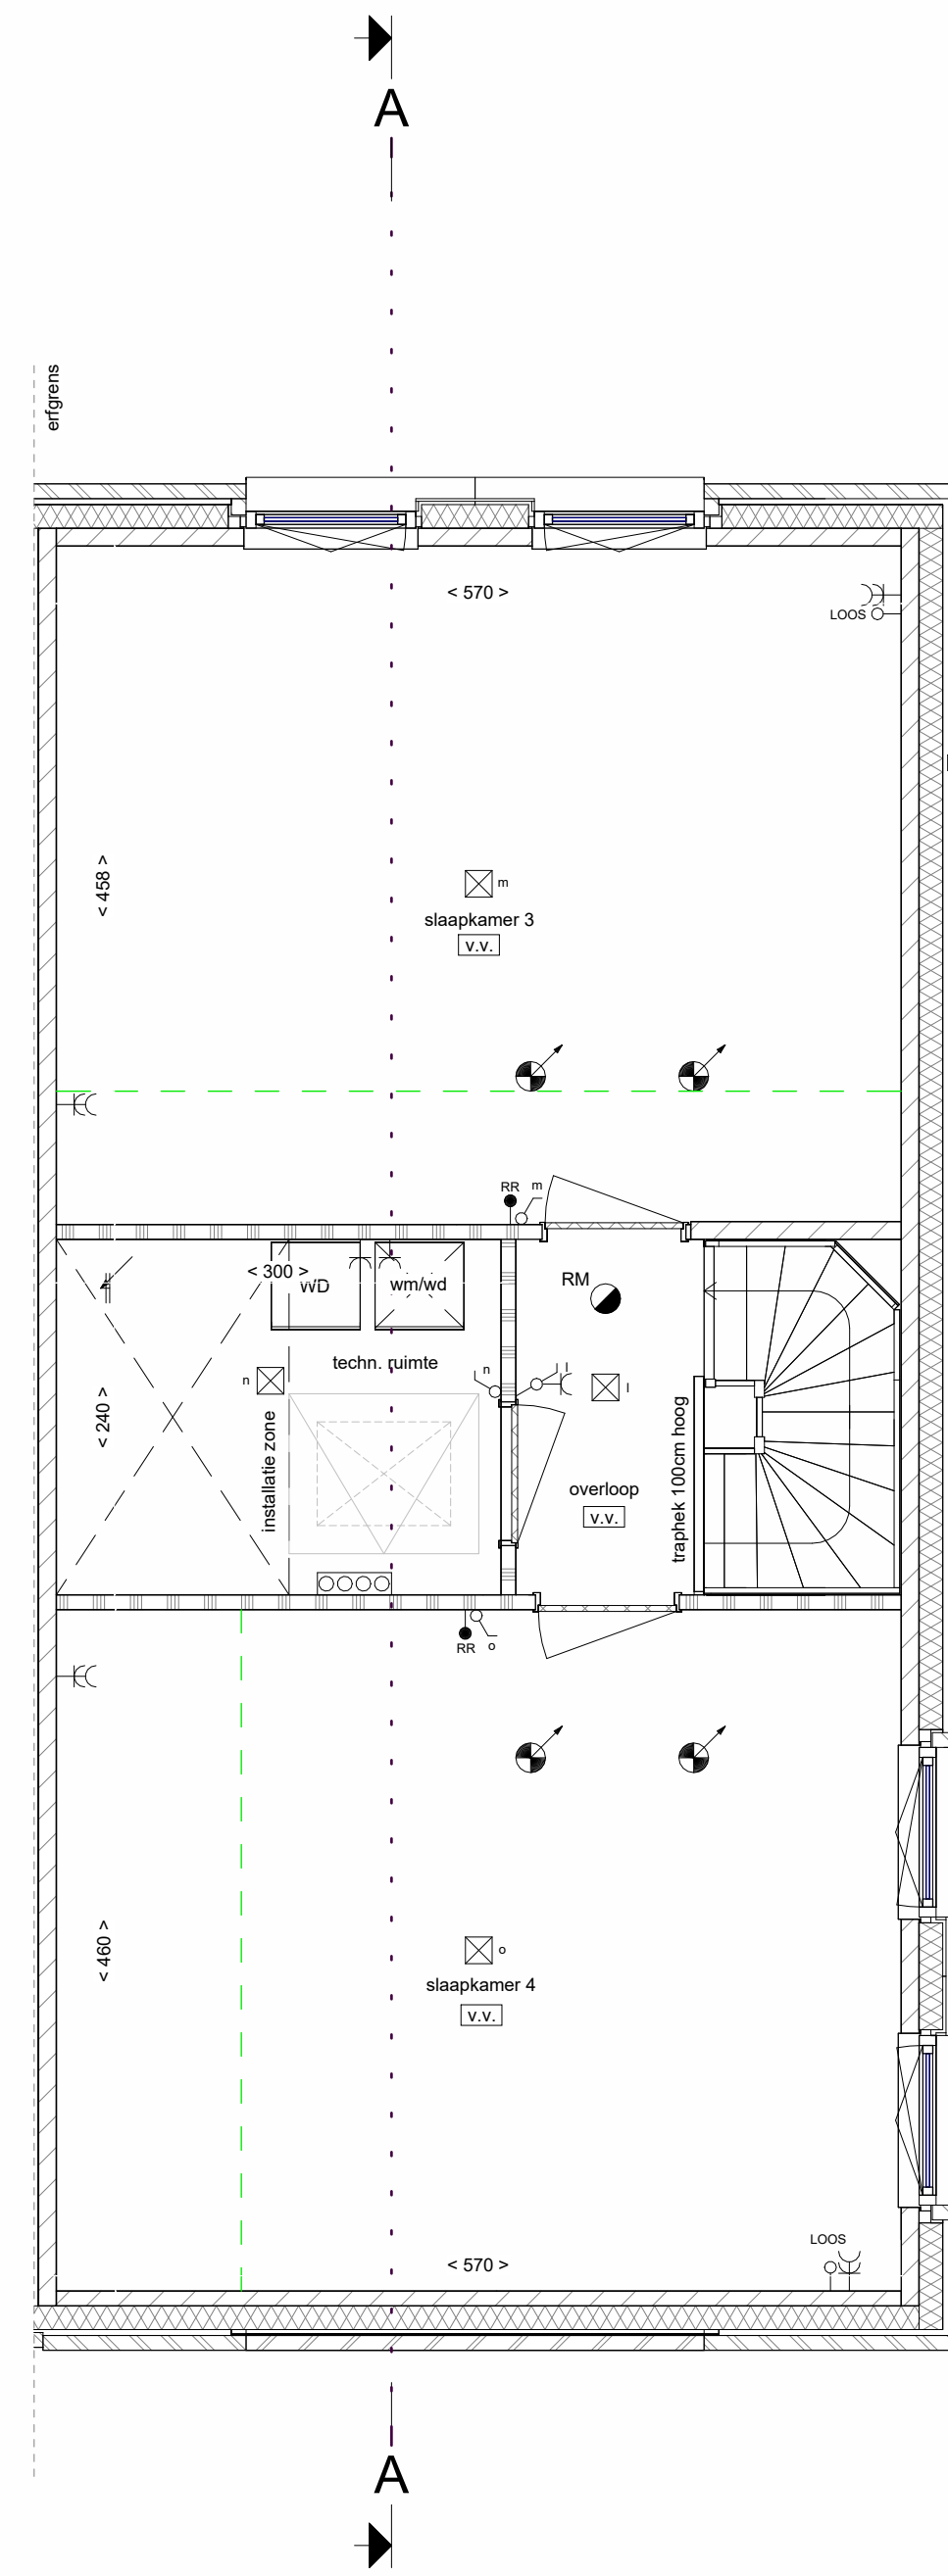 A
erfgrens
< 570 >
LOOS
< 458 >
m
slaapkamer 3
v.v.
RR
m
< 300 >
WD
wm/wd
RM
techn. ruimte
n
n
l
l
< 240 >
installatie zone
overloop
v.v.
traphek 100cm hoog
RR
o
o
slaapkamer 4
v.v.
< 460 >
LOOS
< 570 >
A